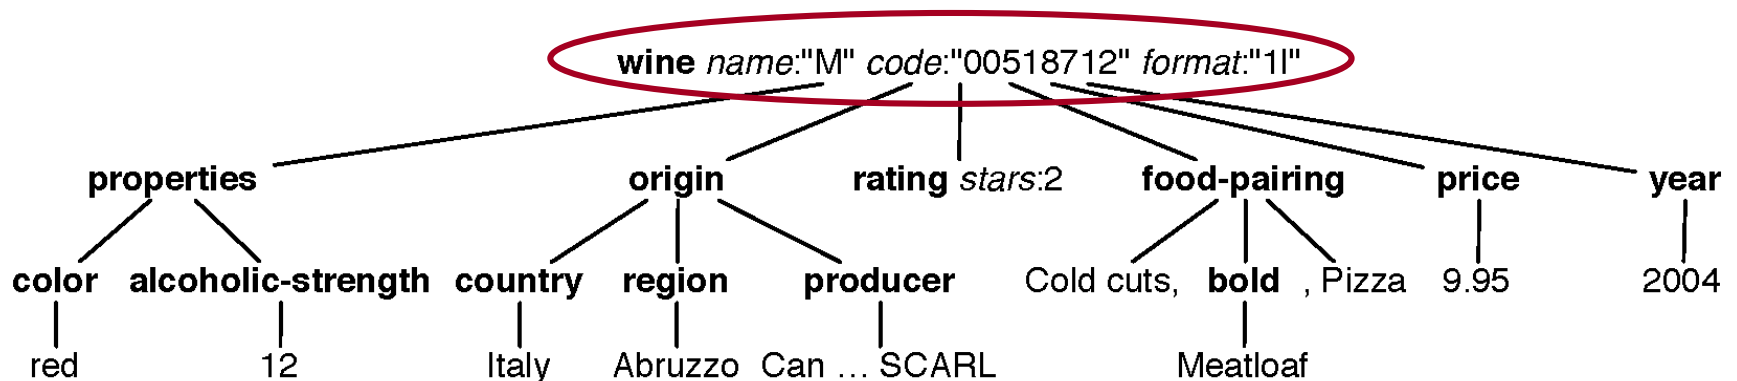 wine name:"M" code:"00518712" format:"1l"
properties origin rating stars:2 food-pairing price year
color alcoholic-strength country region producer Cold cuts, bold , Pizza 9.95 2004
red 12 Italy Abruzzo Can … SCARL Meatloaf